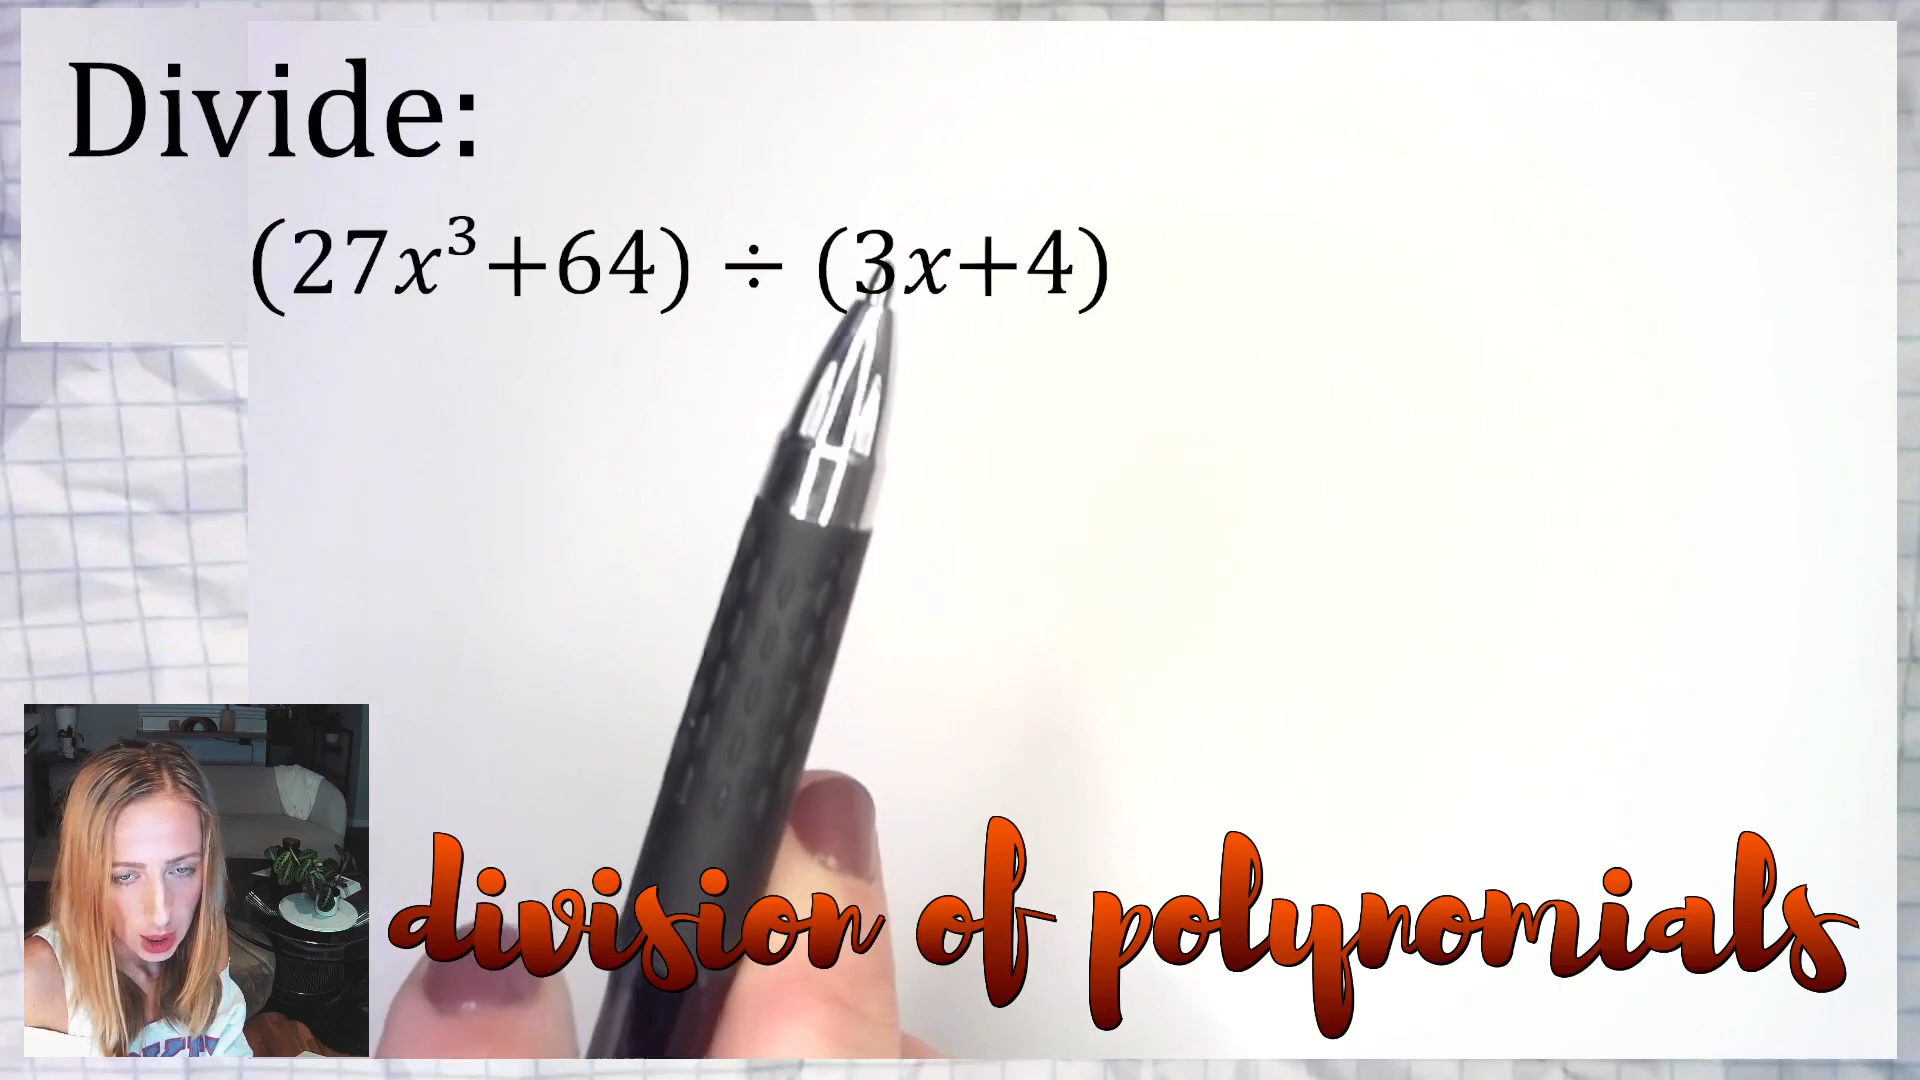 Divide:
(27x³+64) ÷ (3x+4)
division of polynomials